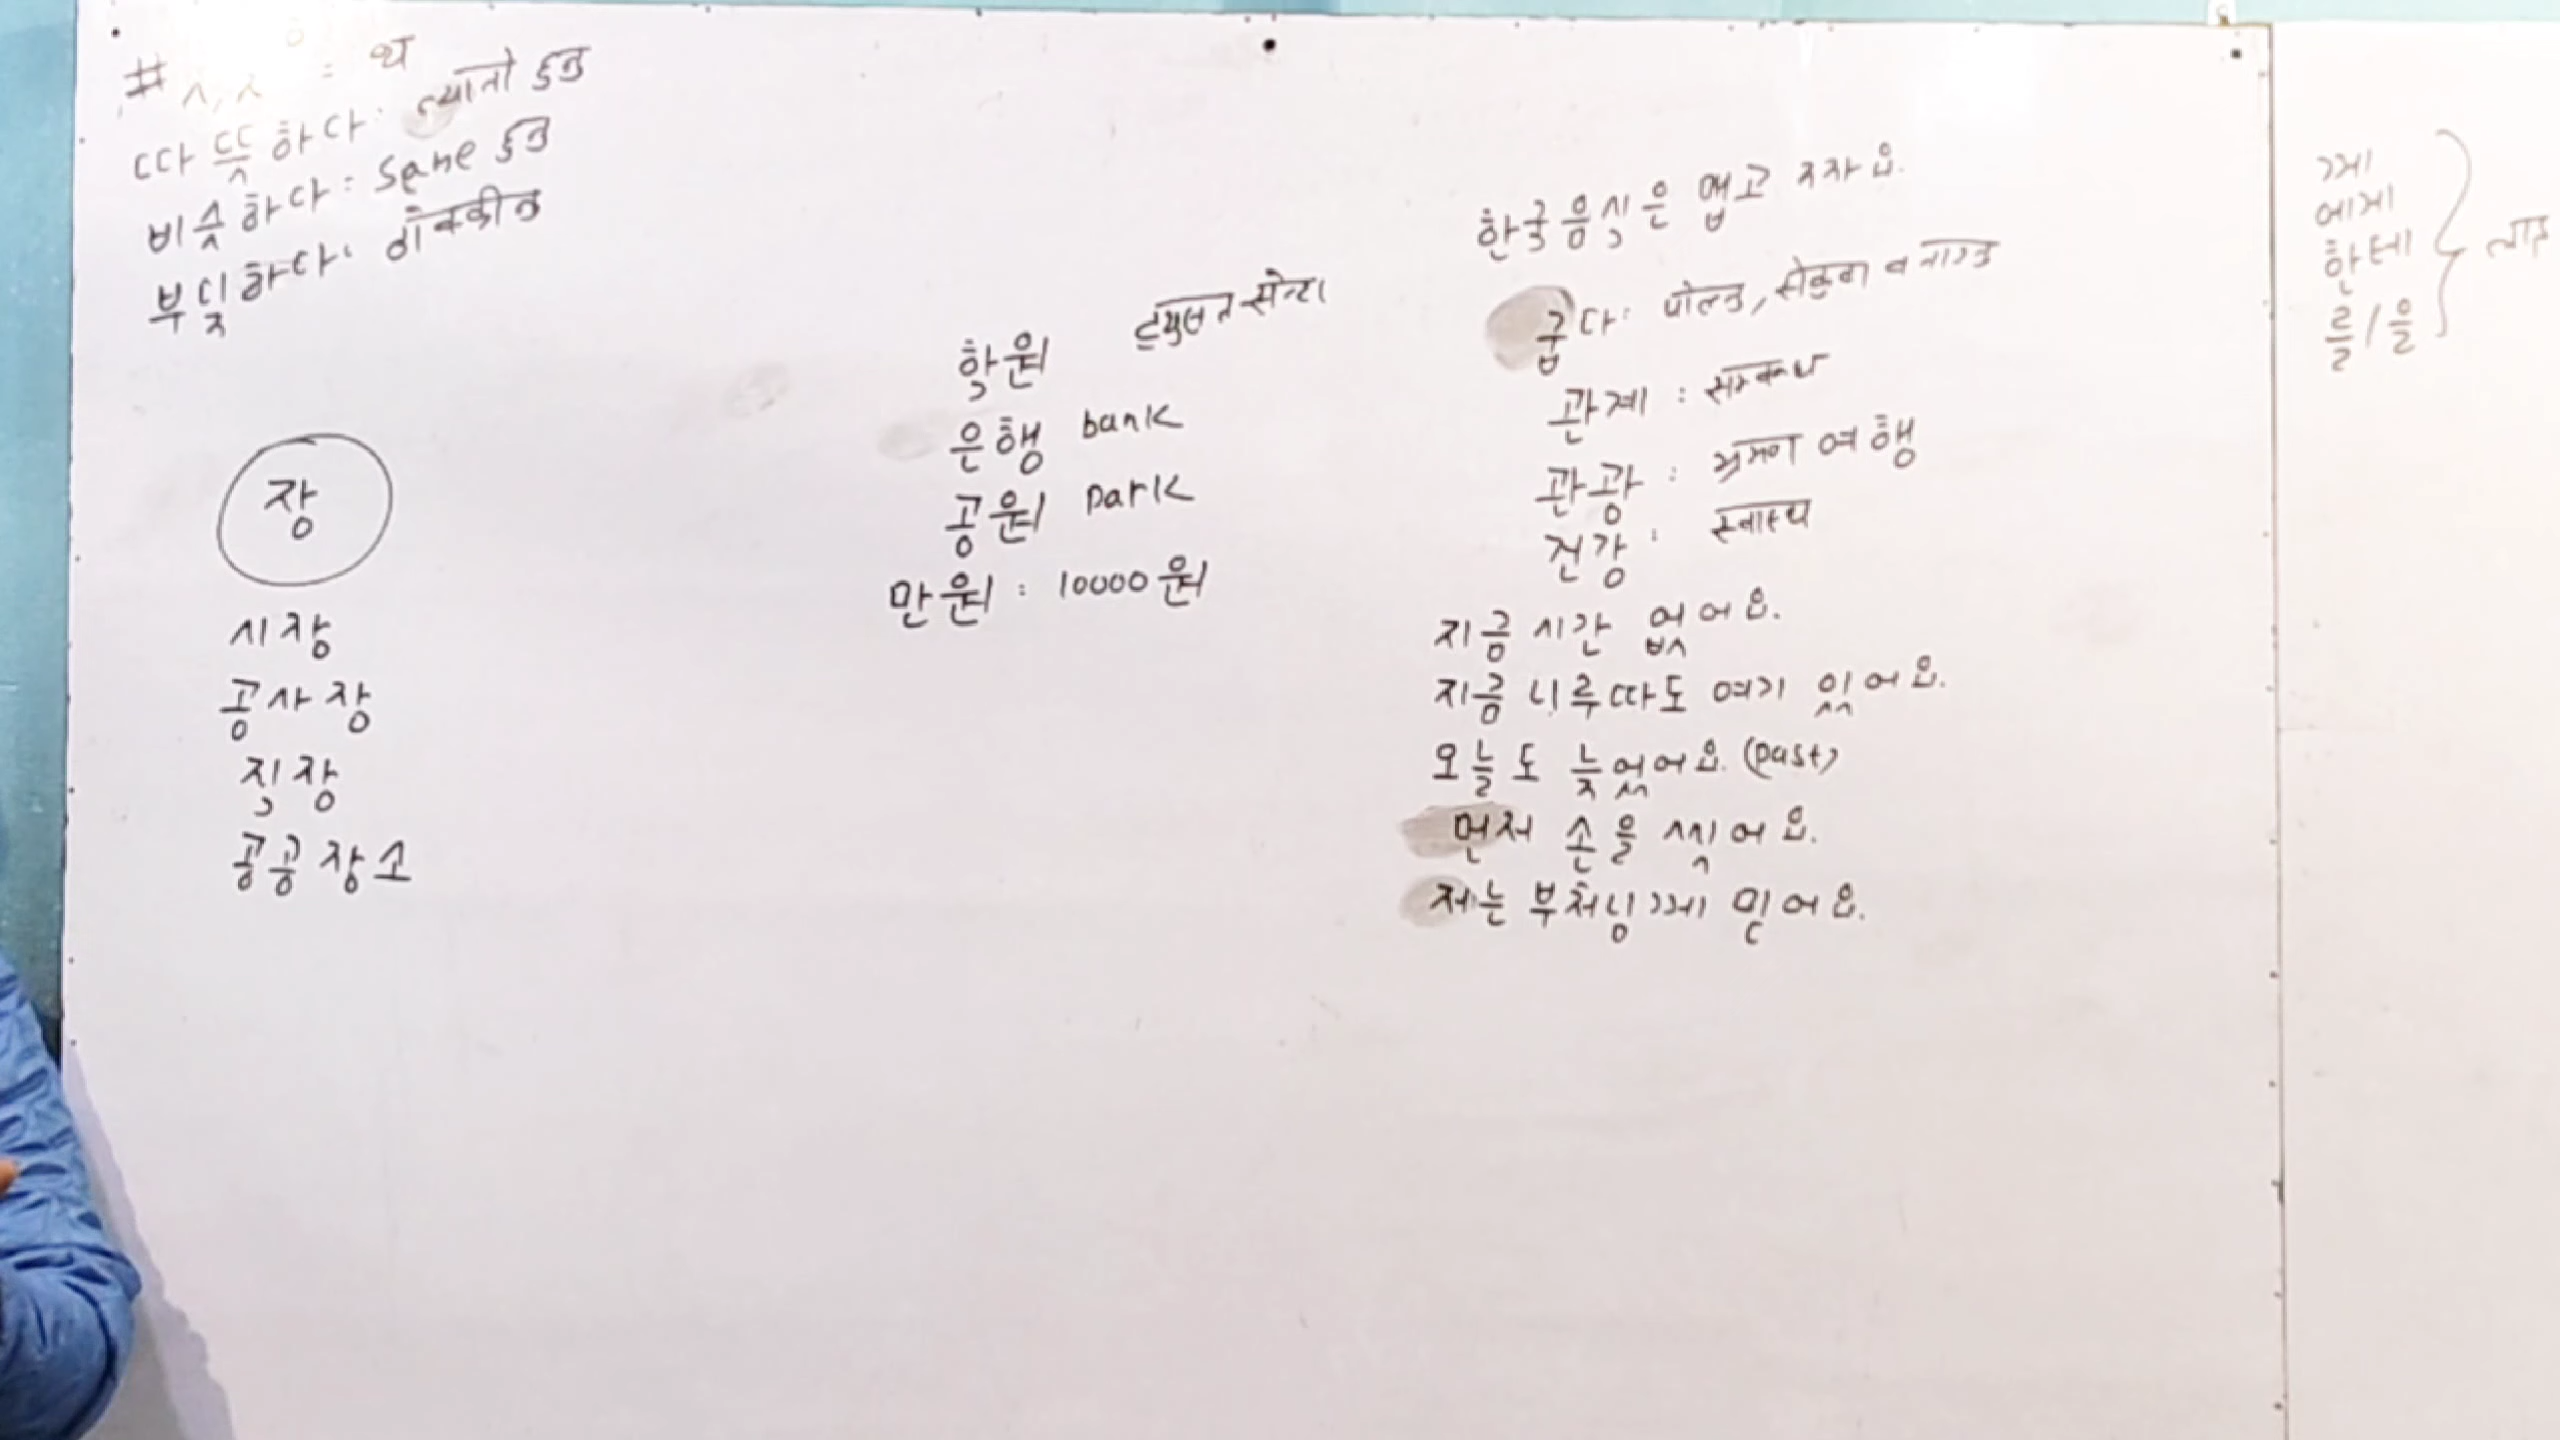 # ㅅ, ㅈ = थ
따뜻하다: न्यानो हुनु
비슷하다: same हुनु
부딪하다: ठोक्कीनु
장
시장
공사장
직장
공공장소
학원 ट्युसन सेन्टर
은행 bank
공원 park
만원 : 10000원
한국 음식은 맵고 짜요.
굽다: पोल्नु, सेकुवा बनाउनु
관계 : सम्बन्ध
관광 : भ्रमण 여행
건강 : स्वास्थ्य
지금 시간 없어요.
지금 니루따도 여기 있어요.
오늘도 늦었어요. (past)
먼저 손을 씻어요.
저는 부처님께 믿어요.
께
에게
한테
를/을
लाई